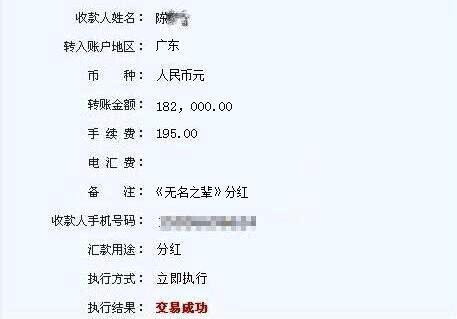 收款人姓名： 陈
转入账户地区： 广东
币 种： 人民币元
转账金额： 182，000.00
手 续 费： 195.00
电 汇 费：
备 注： 《无名之辈》分红
收款人手机号码：
汇款用途： 分红
执行方式： 立即执行
执行结果： 交易成功